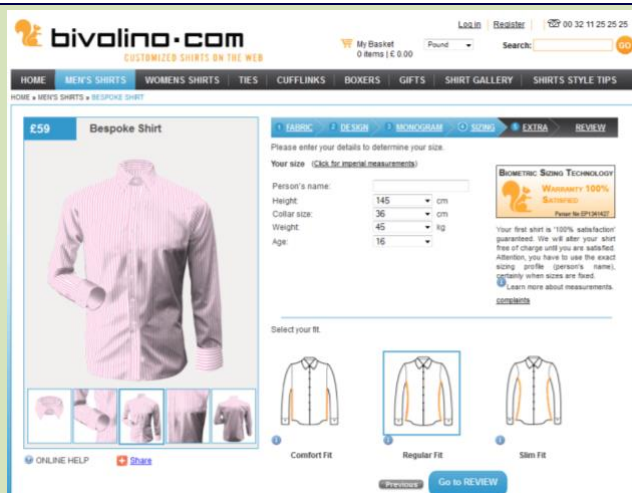 bivolino.com
CUSTOMIZED SHIRTS ON THE WEB
Log in Register 00 32 11 25 25 25
My Basket
0 items | £ 0.00
Pound
Search:
GO
HOME MEN'S SHIRTS WOMENS SHIRTS TIES CUFFLINKS BOXERS GIFTS SHIRT GALLERY SHIRTS STYLE TIPS
HOME » MEN'S SHIRTS » BESPOKE SHIRT
£59 Bespoke Shirt
1 FABRIC 2 DESIGN 3 MONOGRAM 4 SIZING 5 EXTRA REVIEW
Please enter your details to determine your size.
Your size (Click for imperial measurements)
Person's name:
Height: 145 cm
Collar size: 36 cm
Weight: 45 kg
Age: 16
BIOMETRIC SIZING TECHNOLOGY
WARRANTY 100%
SATISFIED
Patent No EP1341427
Your first shirt is '100% satisfaction'
guaranteed. We will alter your shirt
free of charge until you are satisfied.
Attention, you have to use the exact
sizing profile (person's name),
certainly when sizes are fixed.
Learn more about measurements.
complaints
Select your fit.
Comfort Fit Regular Fit Slim Fit
ONLINE HELP Share
Previous Go to REVIEW